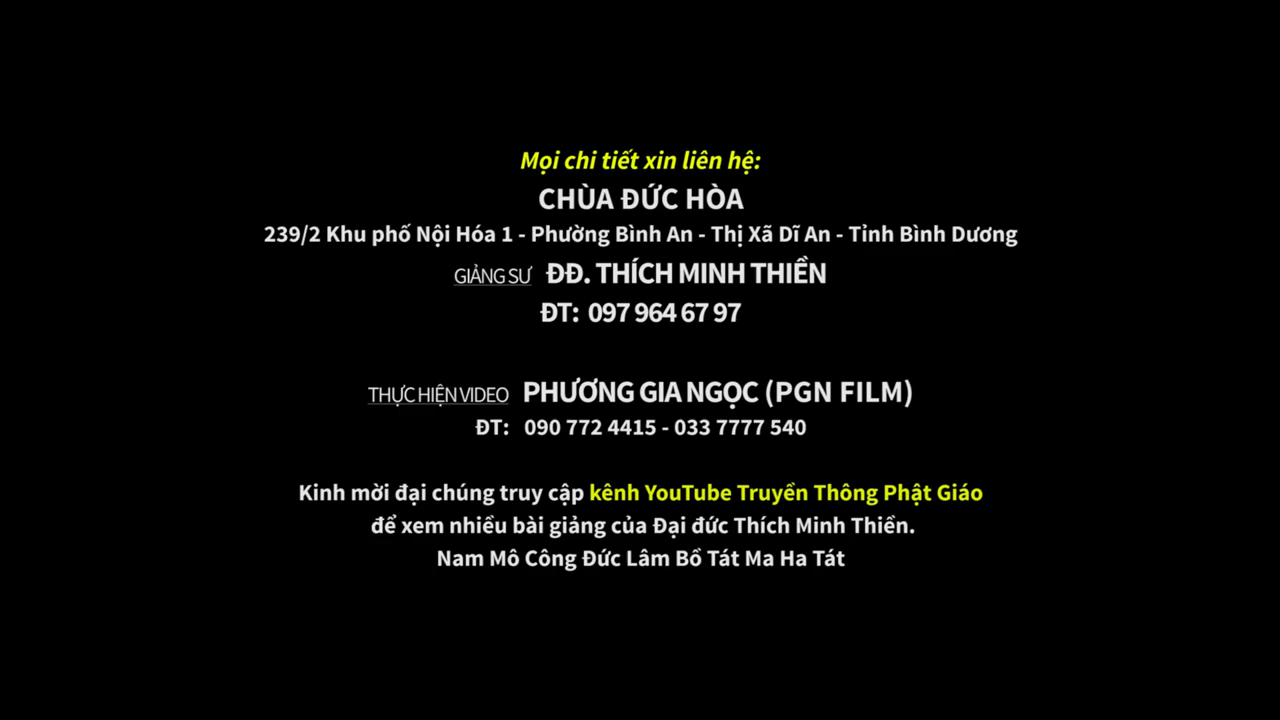 Mọi chi tiết xin liên hệ:
CHÙA ĐỨC HÒA
239/2 Khu phố Nội Hóa 1 - Phường Bình An - Thị Xã Dĩ An - Tỉnh Bình Dương
GIẢNG SƯ ĐĐ. THÍCH MINH THIỀN
ĐT: 097 964 67 97
THỰC HIỆN VIDEO PHƯƠNG GIA NGỌC (PGN FILM)
ĐT: 090 772 4415 - 033 7777 540
Kinh mời đại chúng truy cập kênh YouTube Truyền Thông Phật Giáo
để xem nhiều bài giảng của Đại đức Thích Minh Thiền.
Nam Mô Công Đức Lâm Bồ Tát Ma Ha Tát